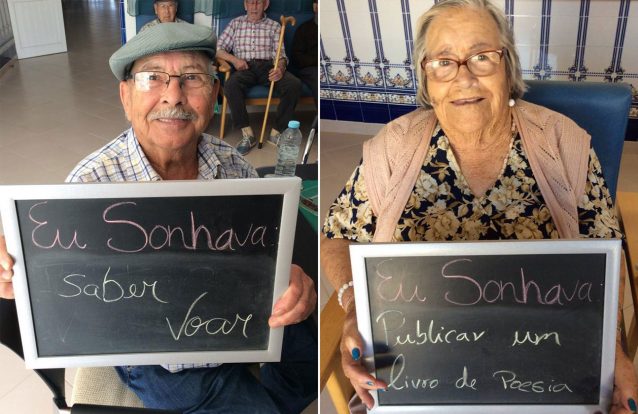 Eu Sonhava:
saber
Voar
Eu Sonhava:
Publicar um
livro de Poesia